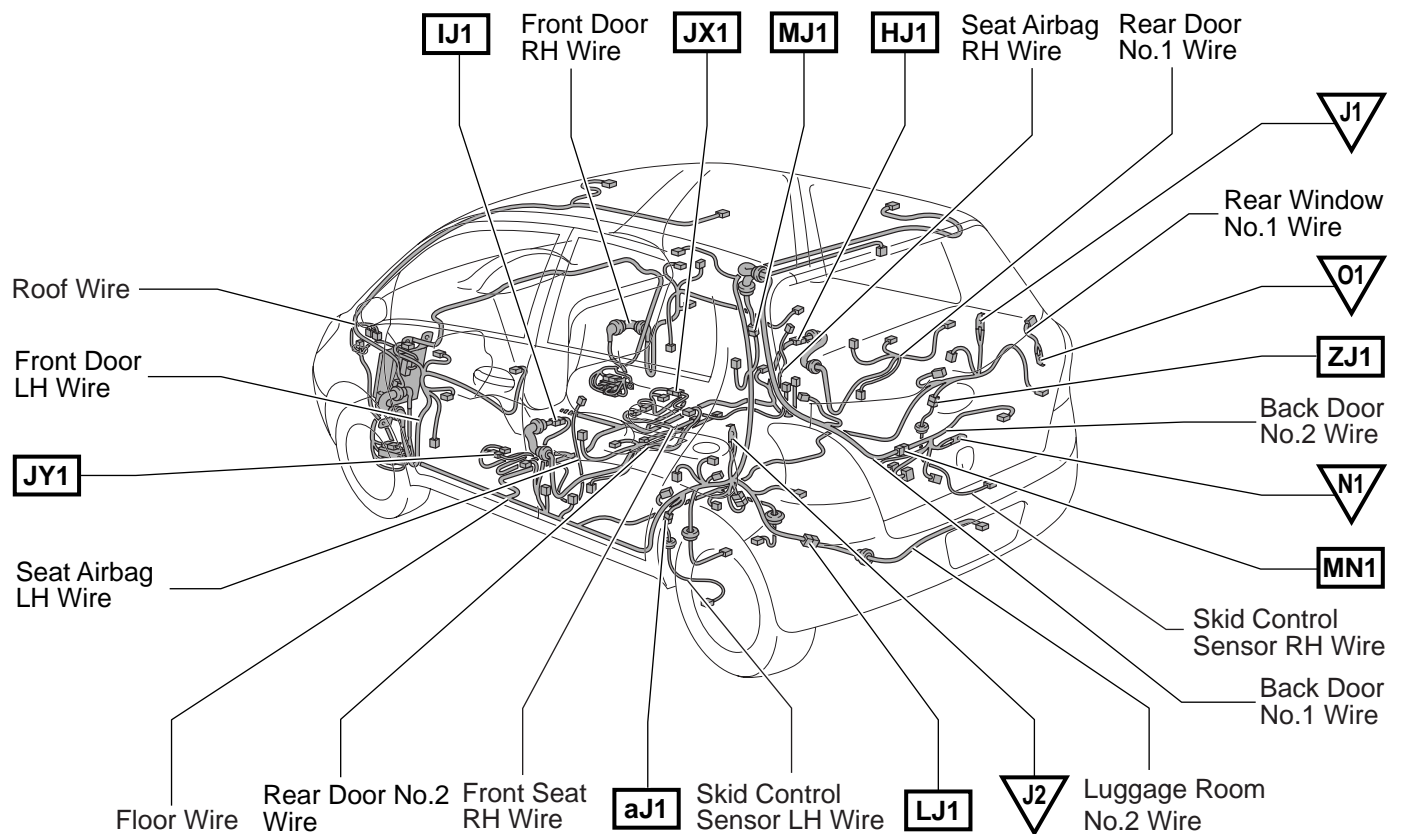 IJ1
Front Door
RH Wire
JX1
MJ1
HJ1
Seat Airbag
RH Wire
Rear Door
No.1 Wire
J1
Rear Window
No.1 Wire
O1
Roof Wire
Front Door
LH Wire
ZJ1
Back Door
No.2 Wire
JY1
N1
MN1
Seat Airbag
LH Wire
Skid Control
Sensor RH Wire
Back Door
No.1 Wire
Floor Wire
Rear Door No.2
Wire
Front Seat
RH Wire
aJ1
Skid Control
Sensor LH Wire
LJ1
J2
Luggage Room
No.2 Wire